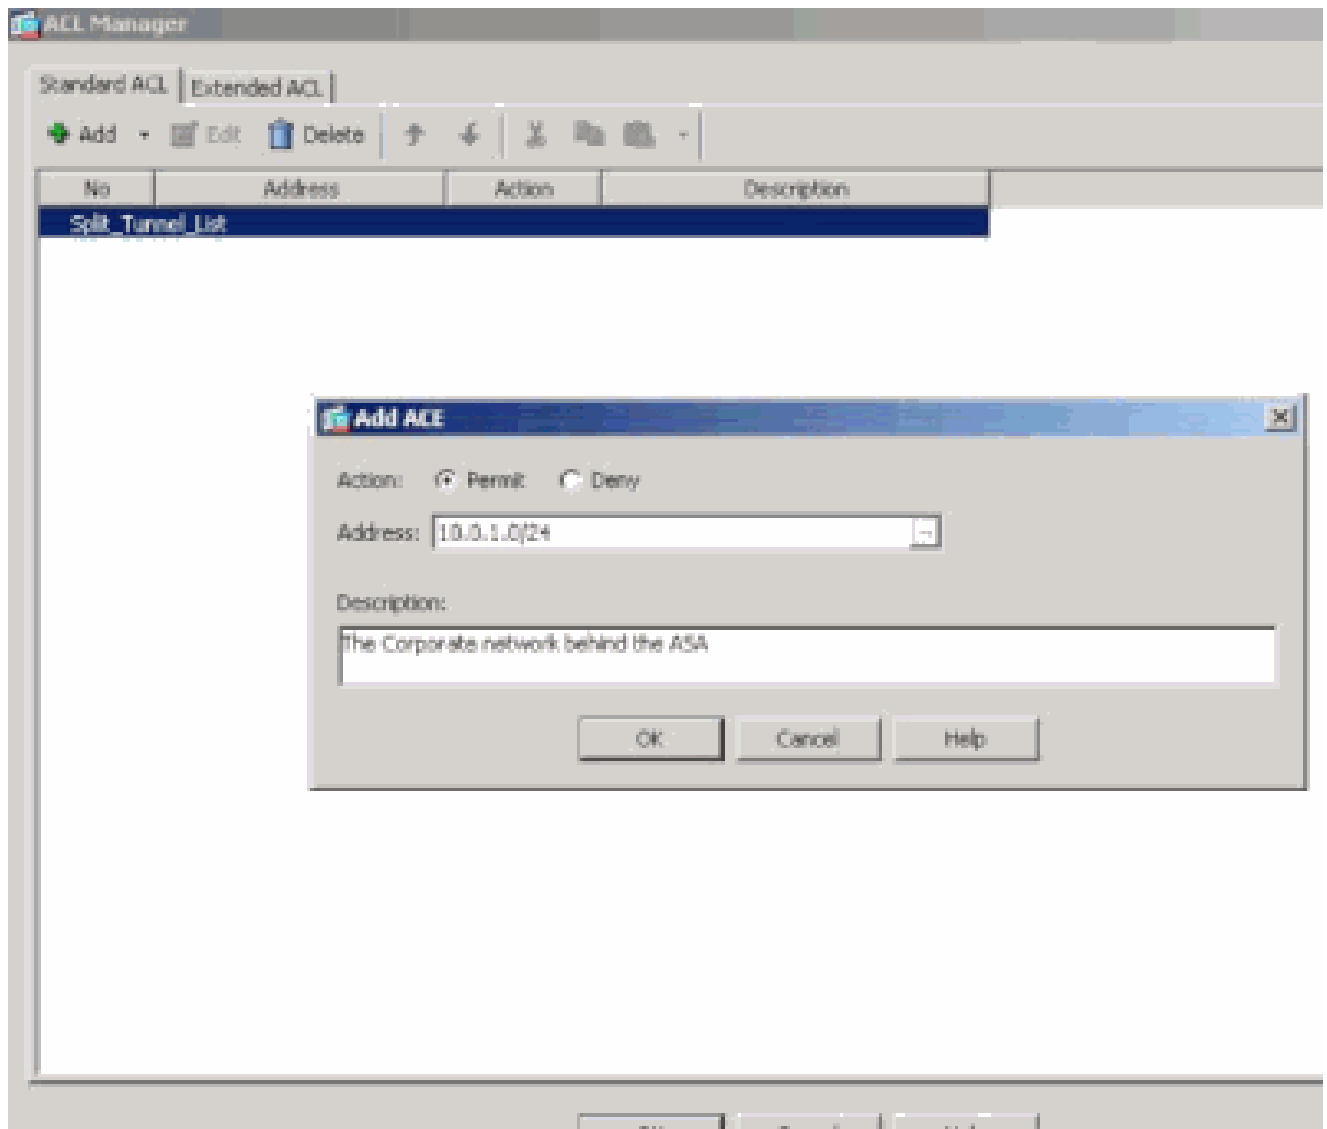 ACL Manager
Standard ACL Extended ACL
Add Edit Delete
No Address Action Description
Split_Tunnel_List
Add ACE
Action: Permit Deny
Address: 10.0.1.0/24
Description:
The Corporate network behind the ASA
OK Cancel Help